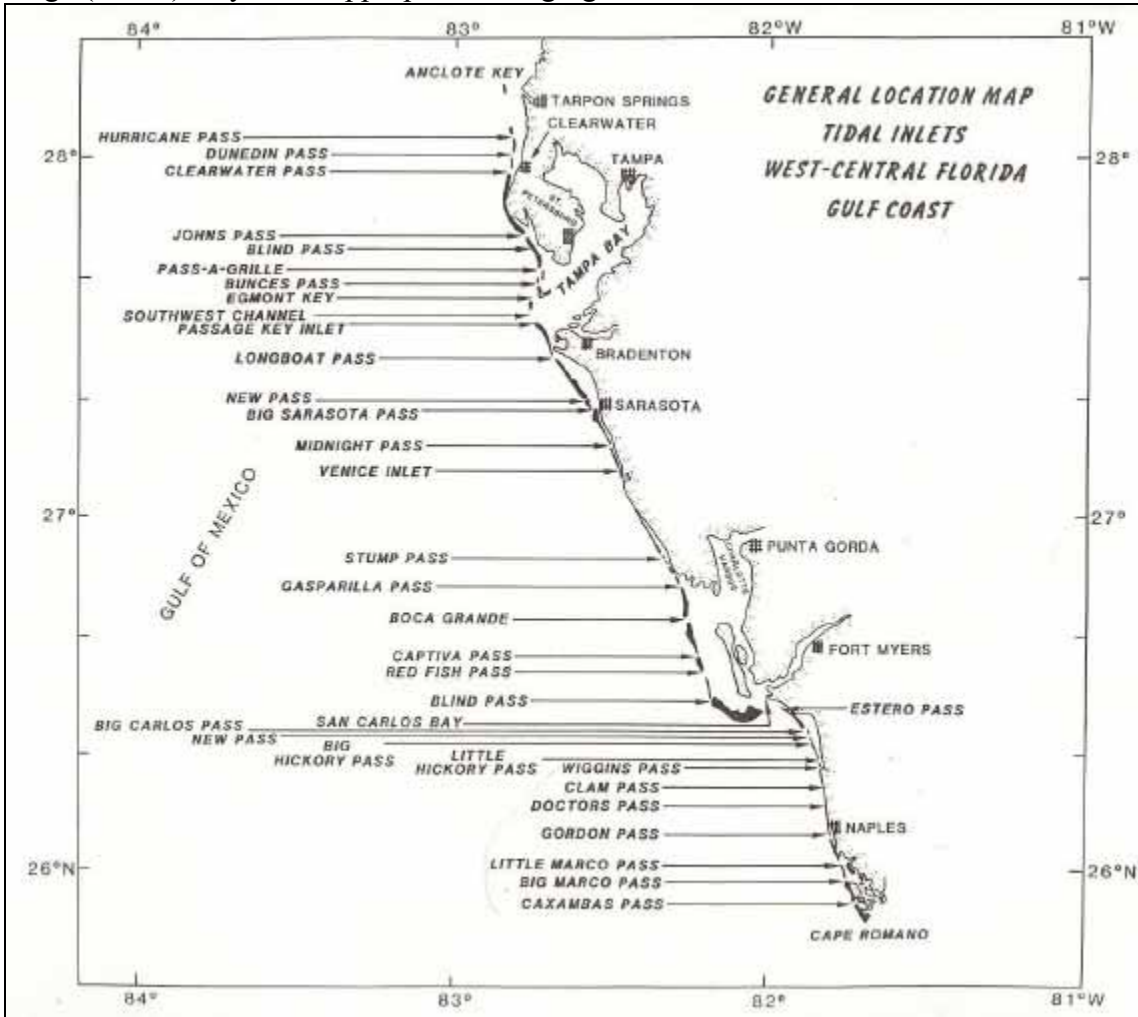 84°
83°
82°W
81°W
ANCLOTE KEY
TARPON SPRINGS
CLEARWATER
TAMPA
GENERAL LOCATION MAP
TIDAL INLETS
WEST-CENTRAL FLORIDA
GULF COAST
HURRICANE PASS
DUNEDIN PASS
CLEARWATER PASS
28°
28°
ST.
PETERSBURG
JOHNS PASS
BLIND PASS
PASS-A-GRILLE
BUNCES PASS
EGMONT KEY
TAMPA BAY
SOUTHWEST CHANNEL
PASSAGE KEY INLET
LONGBOAT PASS
BRADENTON
NEW PASS
BIG SARASOTA PASS
SARASOTA
MIDNIGHT PASS
VENICE INLET
GULF OF MEXICO
27°
27°
STUMP PASS
GASPARILLA PASS
PUNTA GORDA
CHARLOTTE
HARBOR
BOCA GRANDE
CAPTIVA PASS
RED FISH PASS
FORT MYERS
BLIND PASS
ESTERO PASS
SAN CARLOS BAY
BIG CARLOS PASS
NEW PASS
BIG
HICKORY PASS
LITTLE
HICKORY PASS
WIGGINS PASS
CLAM PASS
DOCTORS PASS
GORDON PASS
NAPLES
26°N
26°N
LITTLE MARCO PASS
BIG MARCO PASS
CAXAMBAS PASS
CAPE ROMANO
84°
83°
82°
81°W